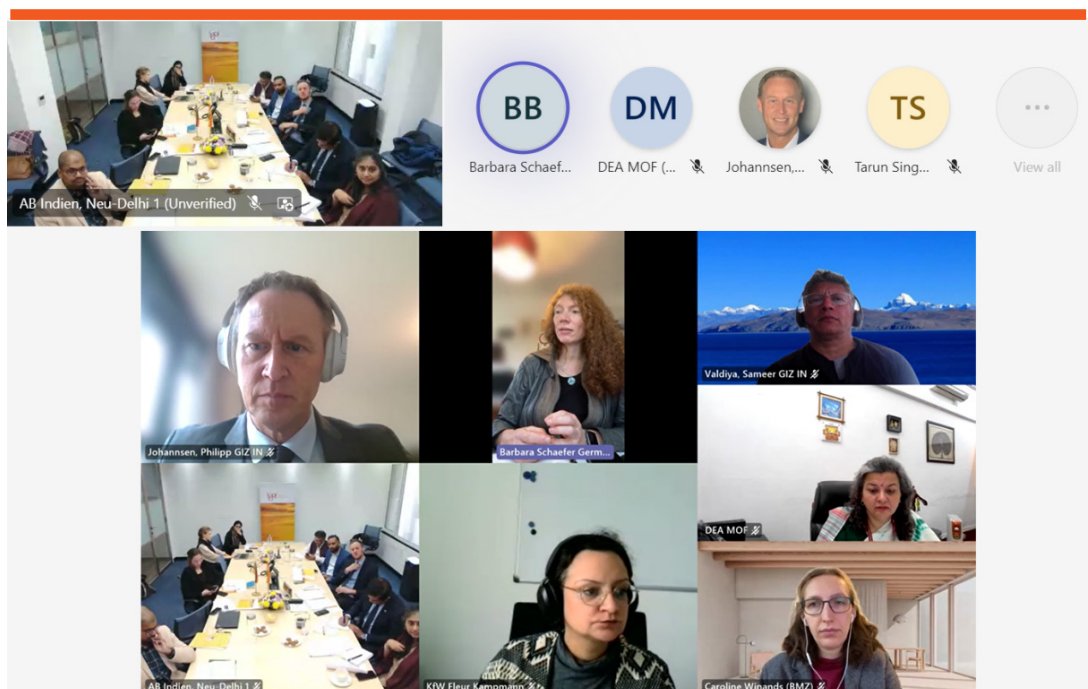 BB
DM
TS
...
Barbara Schaef...
DEA MOF (...
Johannsen,...
Tarun Sing...
View all
AB Indien, Neu-Delhi 1 (Unverified)
Johannsen, Philipp GIZ IN
Barbara Schaefer Germ...
Valdiya, Sameer GIZ IN
DEA MOF
AB Indien, Neu-Delhi 1
KfW Fleur Kampmann
Caroline Winands (BMZ)